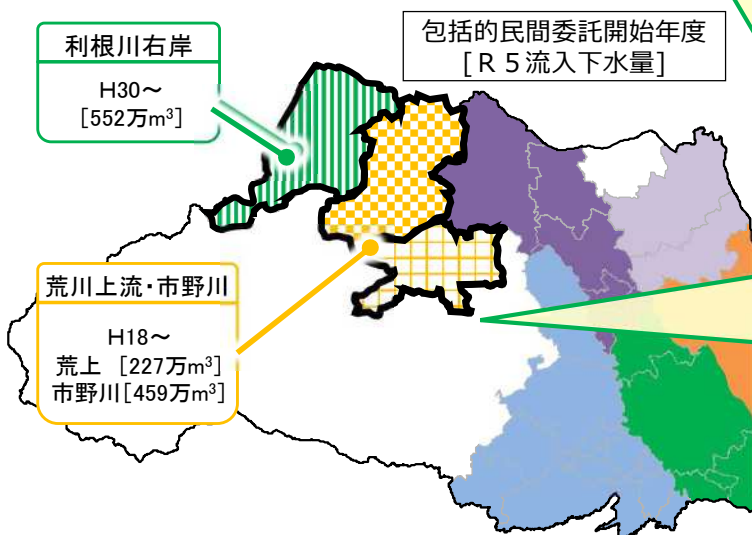 包括的民間委託開始年度
[R5流入下水量]
利根川右岸
H30～
[552万m³]
荒川上流・市野川
H18～
荒上 [227万m³]
市野川[459万m³]